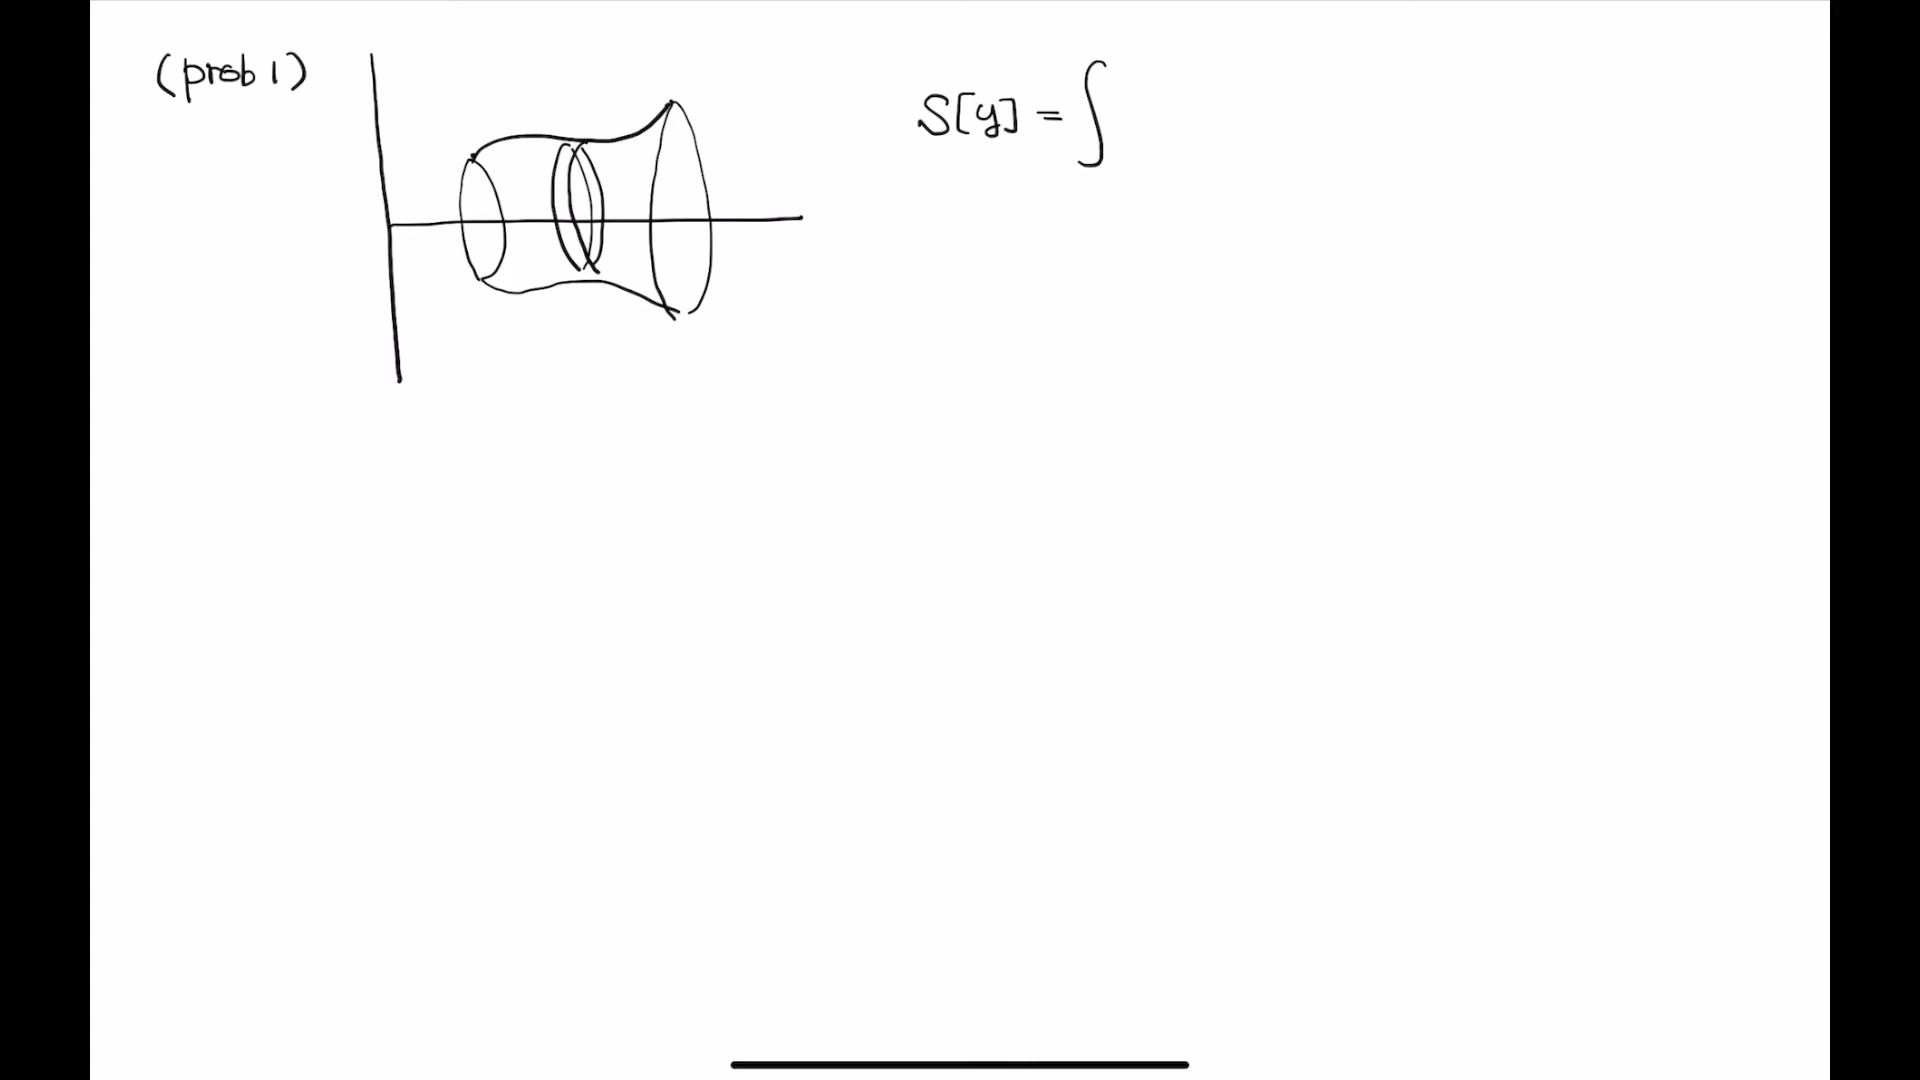 (prob 1)
S[y] = ∫